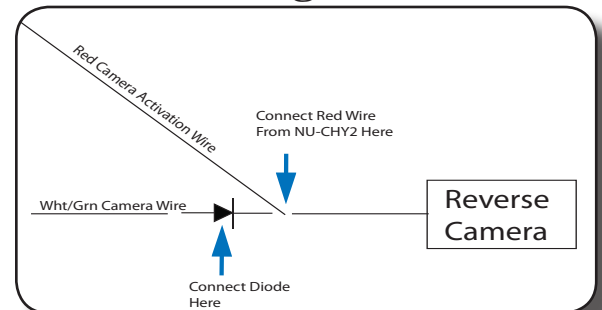 Red Camera Activation Wire
Connect Red Wire
From NU-CHY2 Here
Wht/Grn Camera Wire
Reverse
Camera
Connect Diode
Here